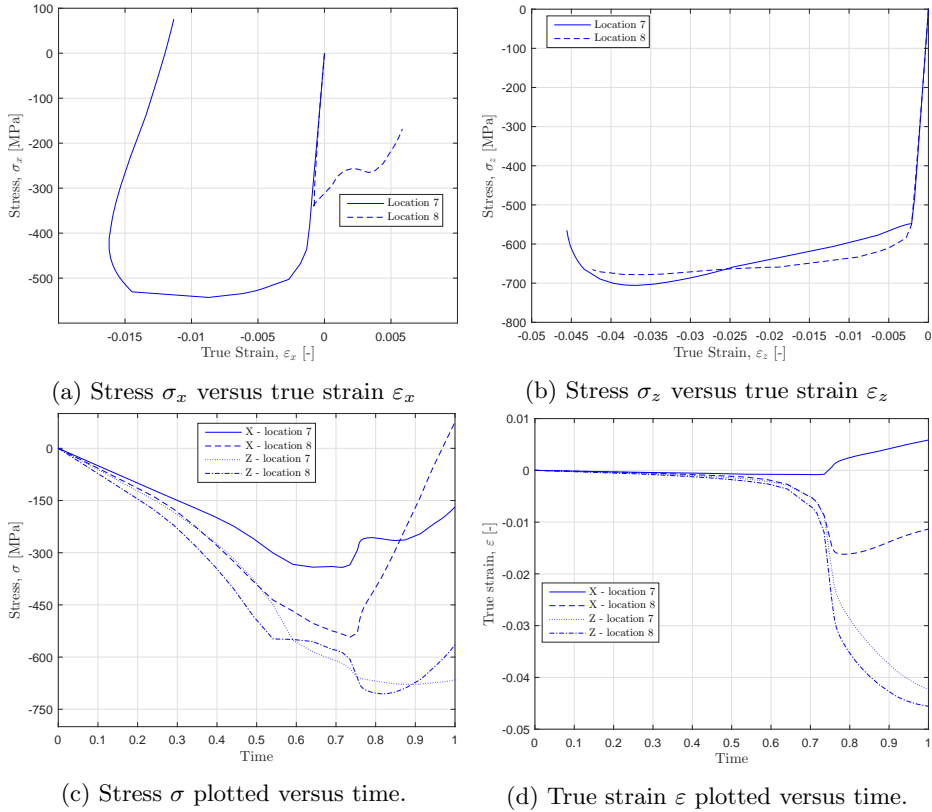 100
0
-100
-200
-300
-400
-500
Stress, σx [MPa]
Location 7
Location 8
-0.015 -0.01 -0.005 0 0.005
True Strain, εx [-]
(a) Stress σx versus true strain εx
0
-100
-200
-300
-400
-500
-600
-700
-800
Stress, σz [MPa]
Location 7
Location 8
-0.05 -0.045 -0.04 -0.035 -0.03 -0.025 -0.02 -0.015 -0.01 -0.005 0
True Strain, εz [-]
(b) Stress σz versus true strain εz
0
-150
-300
-450
-600
-750
Stress, σ [MPa]
X - location 7
X - location 8
Z - location 7
Z - location 8
0 0.1 0.2 0.3 0.4 0.5 0.6 0.7 0.8 0.9 1
Time
(c) Stress σ plotted versus time.
0.01
0
-0.01
-0.02
-0.03
-0.04
-0.05
True strain, ε [-]
X - location 7
X - location 8
Z - location 7
Z - location 8
0 0.1 0.2 0.3 0.4 0.5 0.6 0.7 0.8 0.9 1
Time
(d) True strain ε plotted versus time.